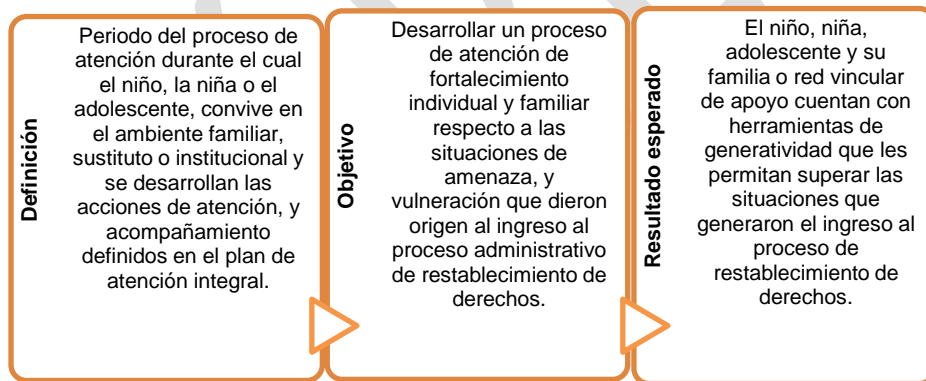 Definición
Periodo del proceso de
atención durante el cual
el niño, la niña o el
adolescente, convive en
el ambiente familiar,
sustituto o institucional y
se desarrollan las
acciones de atención, y
acompañamiento
definidos en el plan de
atención integral.
Objetivo
Desarrollar un proceso
de atención de
fortalecimiento
individual y familiar
respecto a las
situaciones de
amenaza, y
vulneración que dieron
origen al ingreso al
proceso administrativo
de restablecimiento de
derechos.
Resultado esperado
El niño, niña,
adolescente y su
familia o red vincular
de apoyo cuentan con
herramientas de
generatividad que les
permitan superar las
situaciones que
generaron el ingreso al
proceso de
restablecimiento de
derechos.